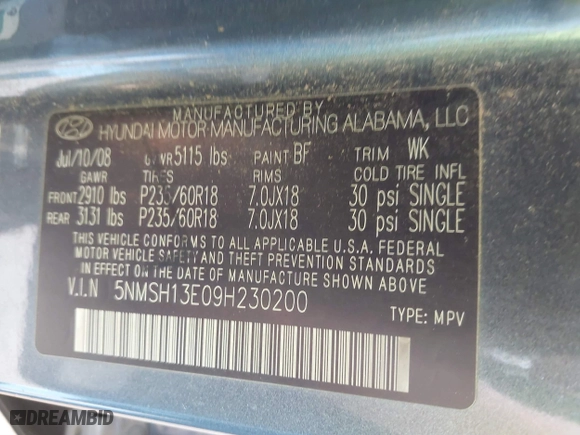 MANUFACTURED BY
HYUNDAI MOTOR MANUFACTURING ALABAMA, LLC
Jul/10/08 GVWR 5115 lbs PAINT BF TRIM WK
GAWR TIRES RIMS COLD TIRE INFL
FRONT 2910 lbs P235/60R18 7.0JX18 30 psi SINGLE
REAR 3131 lbs P235/60R18 7.0JX18 30 psi SINGLE
THIS VEHICLE CONFORMS TO ALL APPLICABLE U.S.A. FEDERAL
MOTOR VEHICLE SAFETY AND THEFT PREVENTION STANDARDS
IN EFFECT ON THE DATE OF MANUFACTURE SHOWN ABOVE
V.I.N 5NMSH13E09H230200
TYPE: MPV
DREAMBID